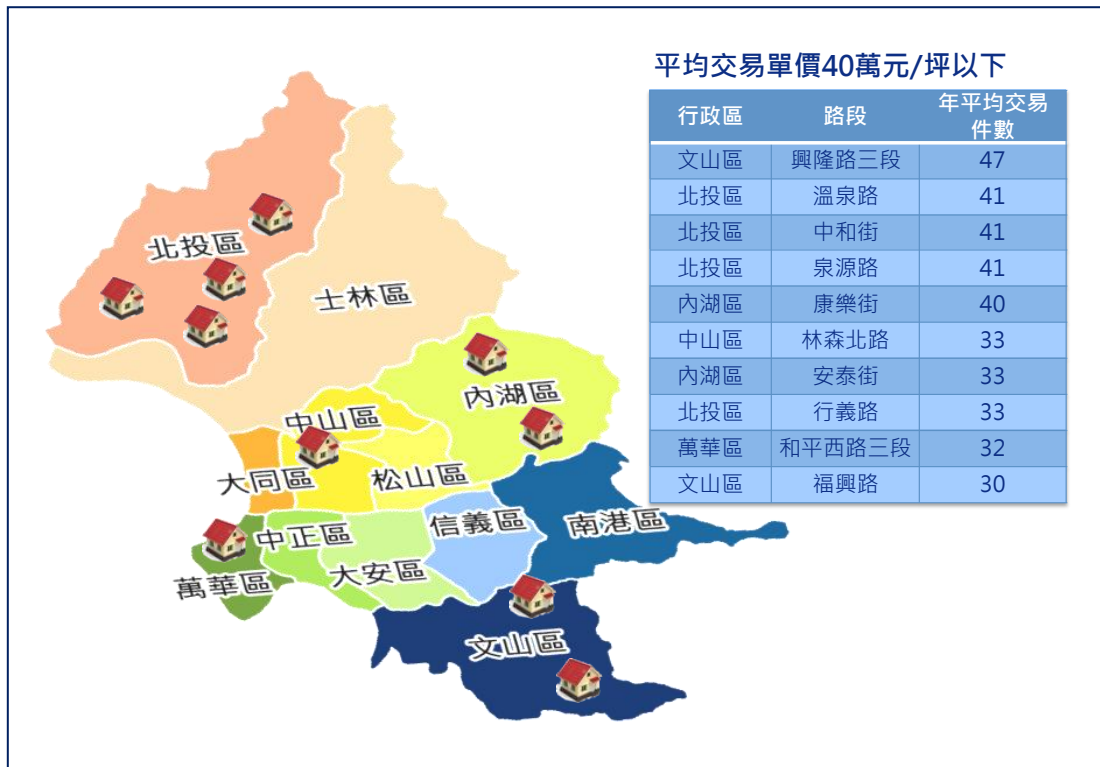 平均交易單價40萬元/坪以下
行政區 路段 年平均交易
件數
文山區 興隆路三段 47
北投區 溫泉路 41
北投區 中和街 41
北投區 泉源路 41
內湖區 康樂街 40
中山區 林森北路 33
內湖區 安泰街 33
北投區 行義路 33
萬華區 和平西路三段 32
文山區 福興路 30
北投區
士林區
內湖區
中山區
大同區
松山區
信義區
南港區
中正區
大安區
萬華區
文山區